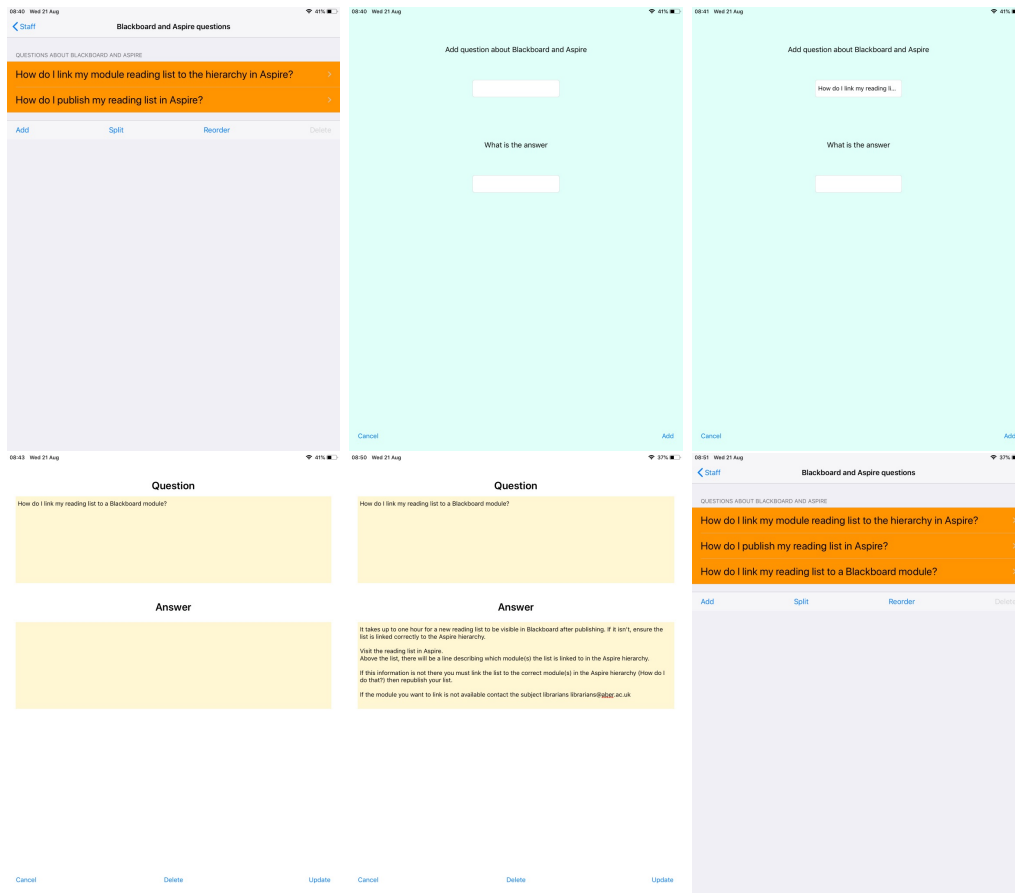 08:40 Wed 21 Aug 41%
Staff Blackboard and Aspire questions
QUESTIONS ABOUT BLACKBOARD AND ASPIRE
How do I link my module reading list to the hierarchy in Aspire?
How do I publish my reading list in Aspire?
Add Split Reorder Delete
08:40 Wed 21 Aug 41%
Add question about Blackboard and Aspire
What is the answer
Cancel Add
08:41 Wed 21 Aug 41%
Add question about Blackboard and Aspire
How do I link my reading li...
What is the answer
Cancel Add
08:43 Wed 21 Aug 41%
Question
How do I link my reading list to a Blackboard module?
Answer
Cancel Delete Update
08:50 Wed 21 Aug 37%
Question
How do I link my reading list to a Blackboard module?
Answer
It takes up to one hour for a new reading list to be visible in Blackboard after publishing. If it isn't, ensure the
list is linked correctly to the Aspire hierarchy.
Visit the reading list in Aspire.
Above the list, there will be a line describing which module(s) the list is linked to in the Aspire hierarchy.
If this information is not there you must link the list to the correct module(s) in the Aspire hierarchy (How do I
do that?) then republish your list.
If the module you want to link is not available contact the subject librarians librarians@aber.ac.uk
Cancel Delete Update
08:51 Wed 21 Aug 37%
Staff Blackboard and Aspire questions
QUESTIONS ABOUT BLACKBOARD AND ASPIRE
How do I link my module reading list to the hierarchy in Aspire?
How do I publish my reading list in Aspire?
How do I link my reading list to a Blackboard module?
Add Split Reorder Delete